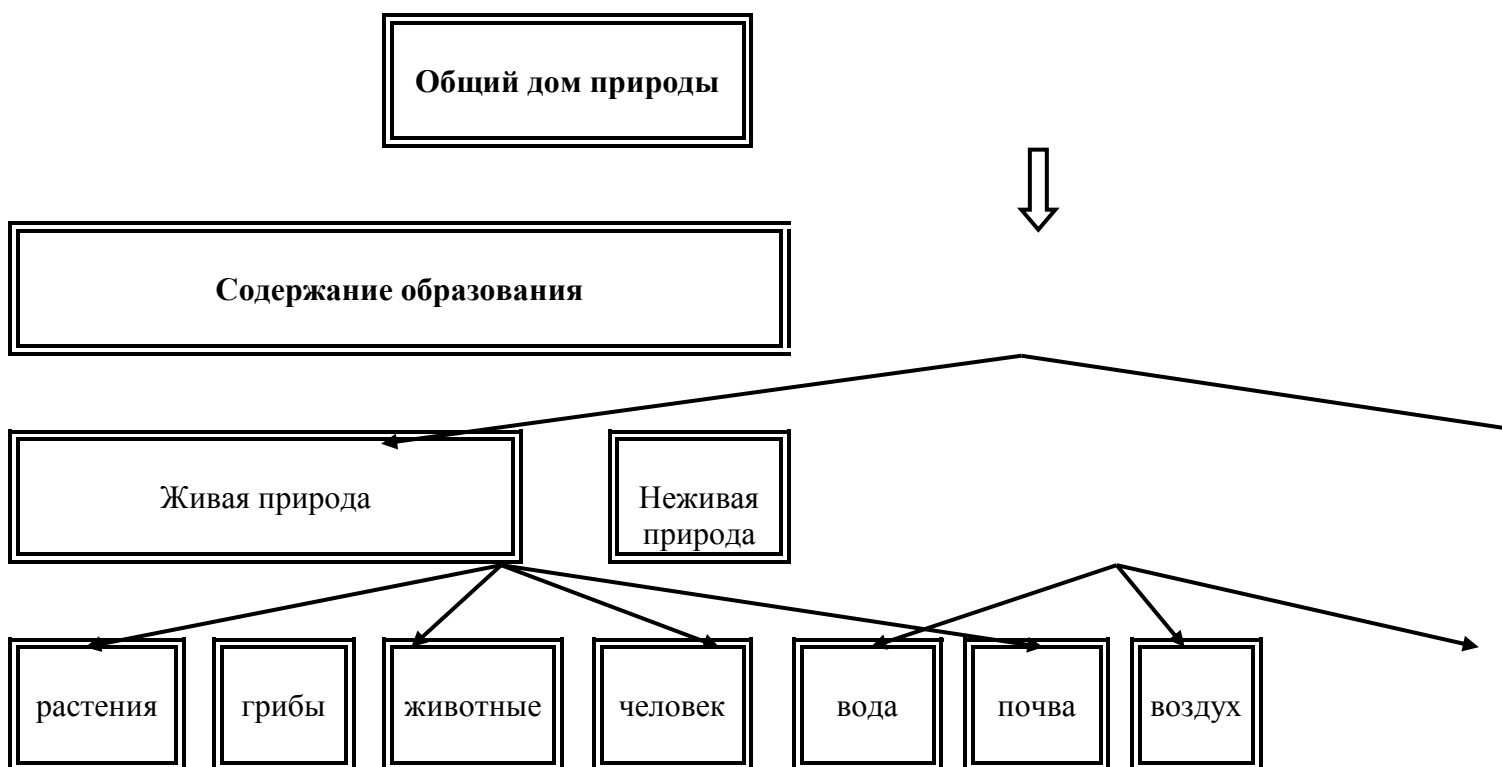 Общий дом природы
Содержание образования
Живая природа
Неживая
природа
растения
грибы
животные
человек
вода
почва
воздух